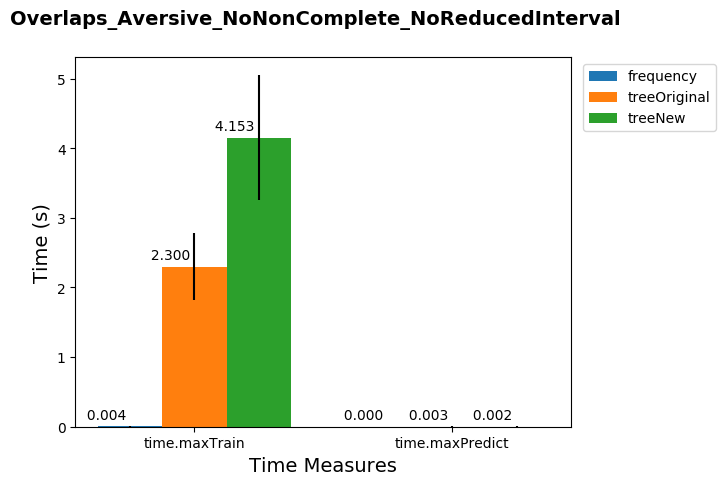 Overlaps_Aversive_NoNonComplete_NoReducedInterval
frequency
treeOriginal
treeNew
5
4
3
2
1
0
Time (s)
4.153
2.300
0.004
0.000
0.003
0.002
time.maxTrain
time.maxPredict
Time Measures